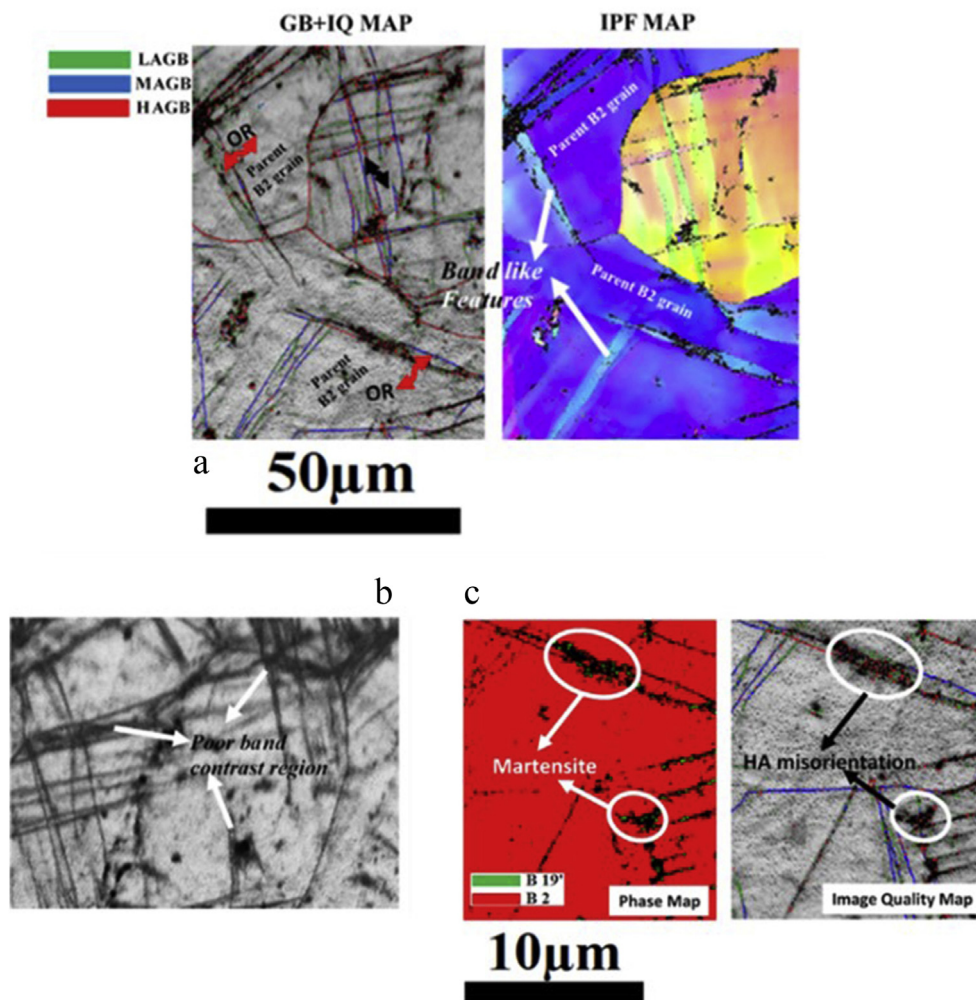 GB+IQ MAP
IPF MAP
LAGB
MAGB
HAGB
OR
Parent
B2 grain
Parent B2 grain
Band like
Features
Parent B2 grain
Parent
B2 grain
OR
a
50µm
b
c
Poor band
contrast region
Martensite
HA misorientation
B 19'
B 2
Phase Map
Image Quality Map
10µm